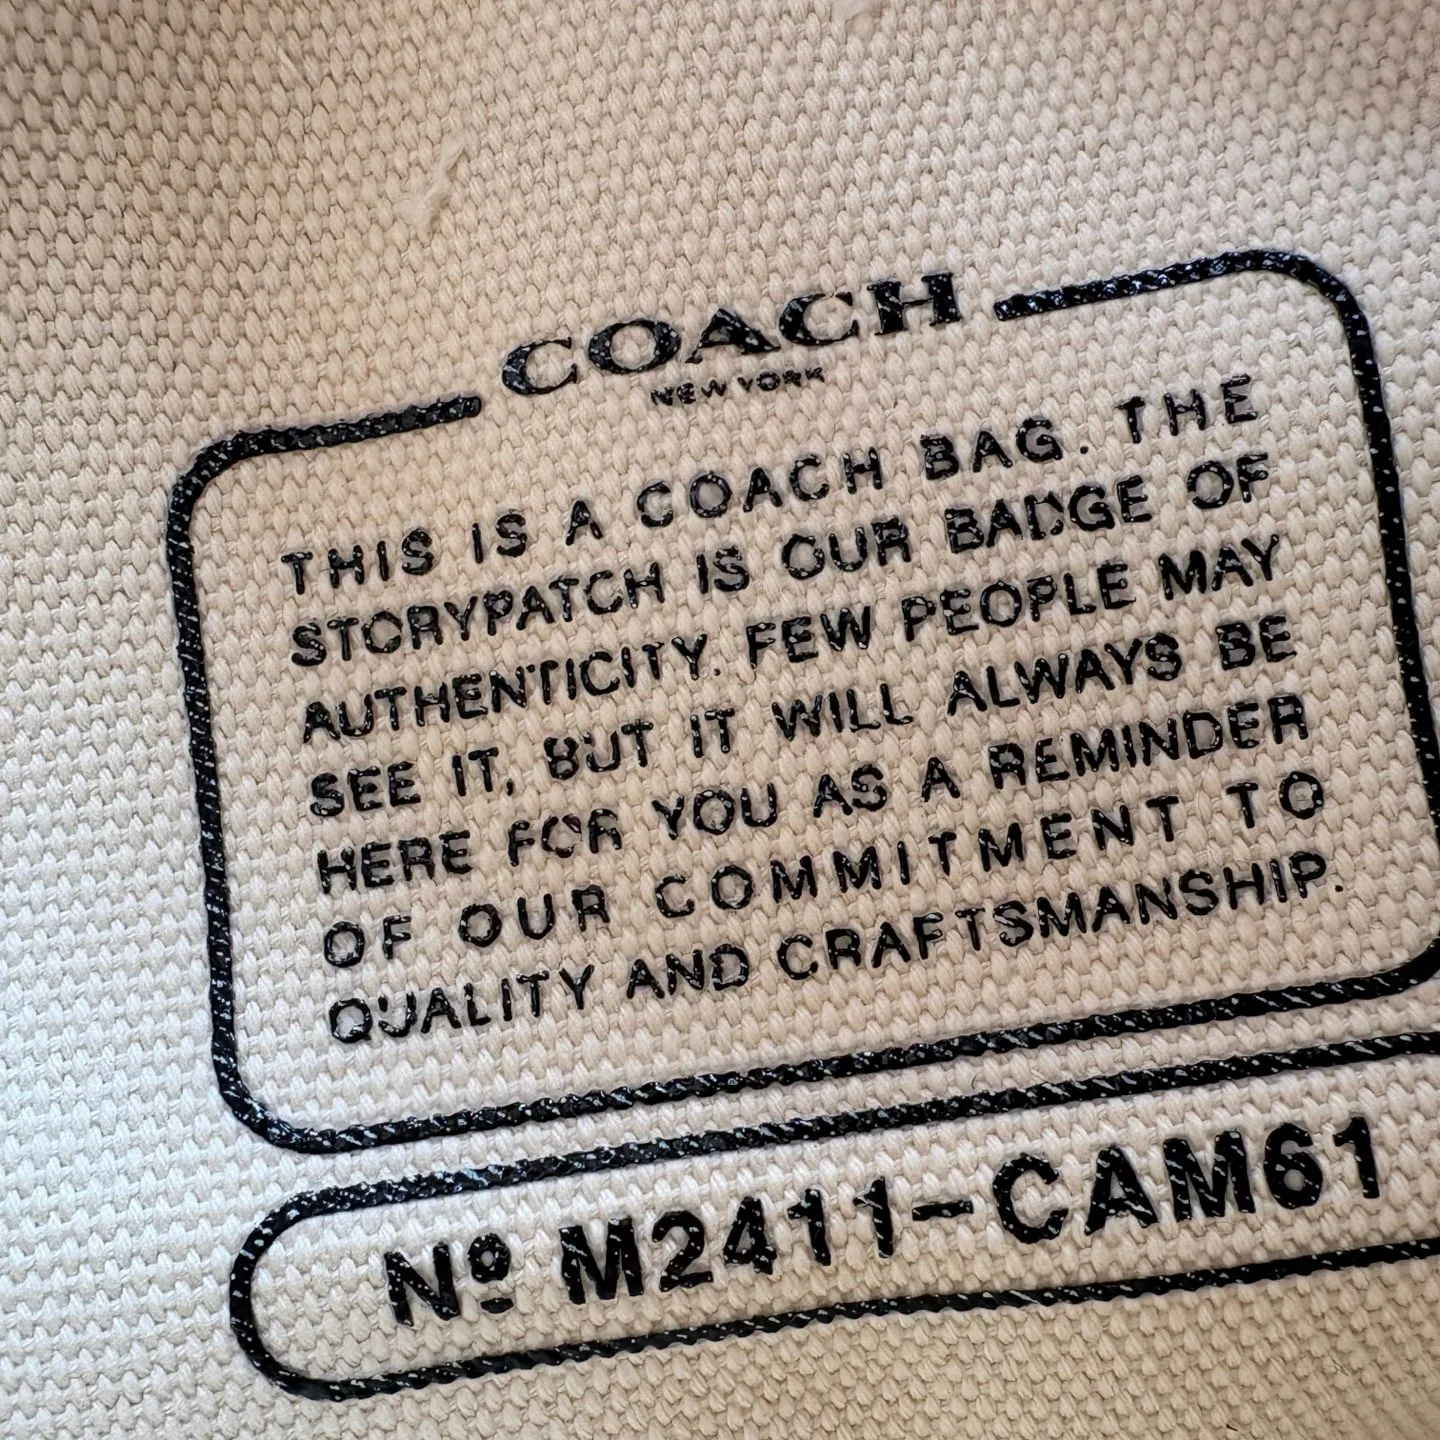 COACH
NEW YORK
THIS IS A COACH BAG. THE
STORYPATCH IS OUR BADGE OF
AUTHENTICITY. FEW PEOPLE MAY
SEE IT, BUT IT WILL ALWAYS BE
HERE FOR YOU AS A REMINDER
OF OUR COMMITMENT TO
QUALITY AND CRAFTSMANSHIP.
Nº M2411-CAM61